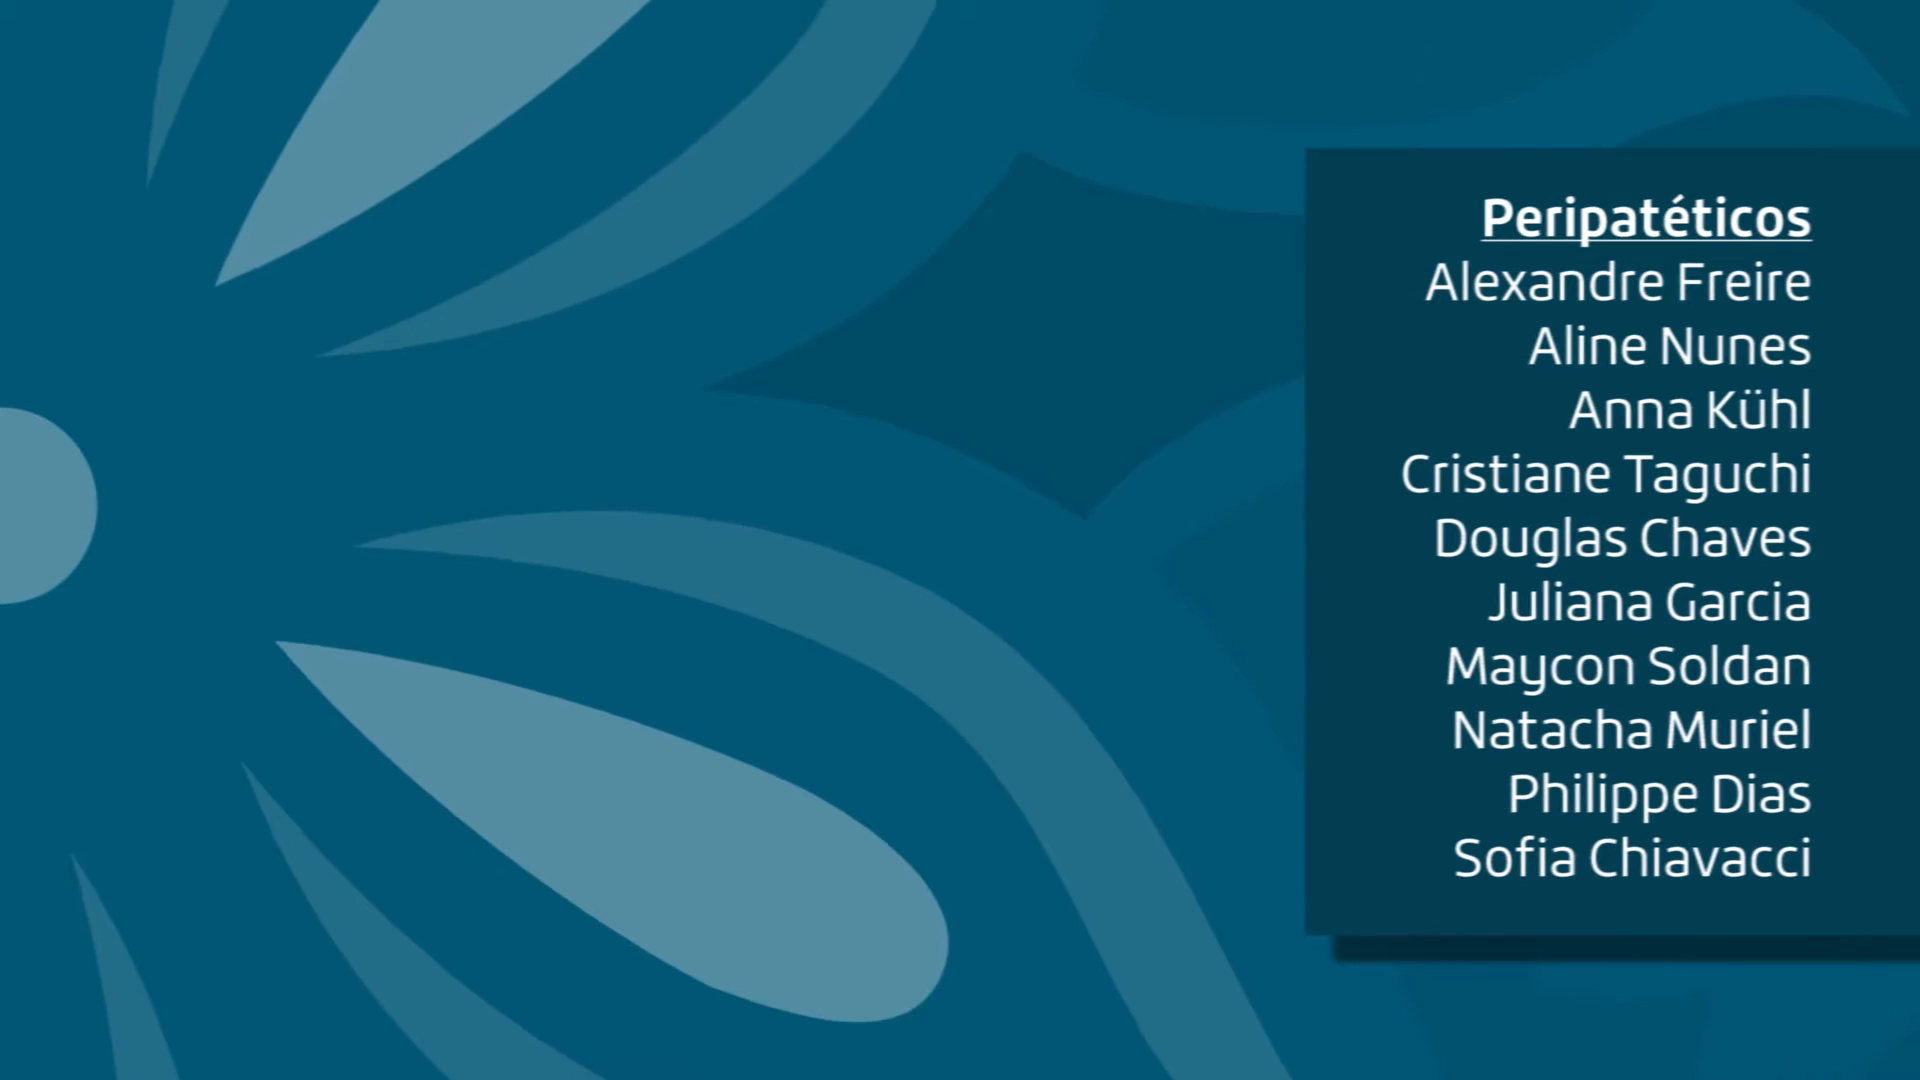 Peripatéticos
Alexandre Freire
Aline Nunes
Anna Kühl
Cristiane Taguchi
Douglas Chaves
Juliana Garcia
Maycon Soldan
Natacha Muriel
Philippe Dias
Sofia Chiavacci